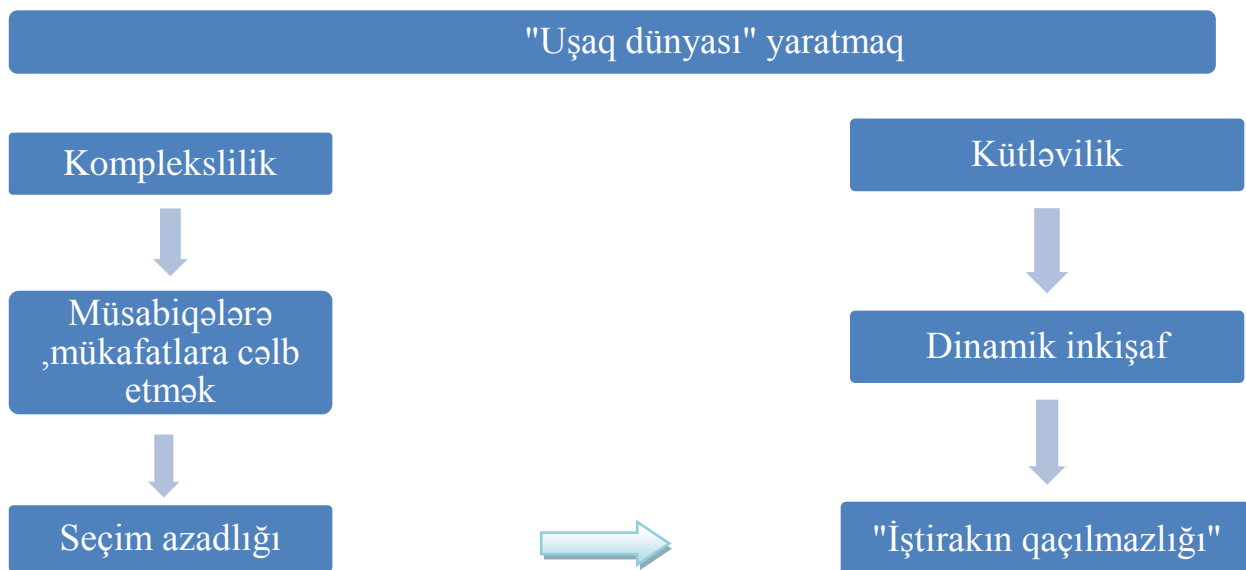 "Uşaq dünyası" yaratmaq
Komplekslilik
Müsabiqələrə
,mükafatlara cəlb
etmək
Seçim azadlığı
Kütləvilik
Dinamik inkişaf
"İştirakın qaçılmazlığı"